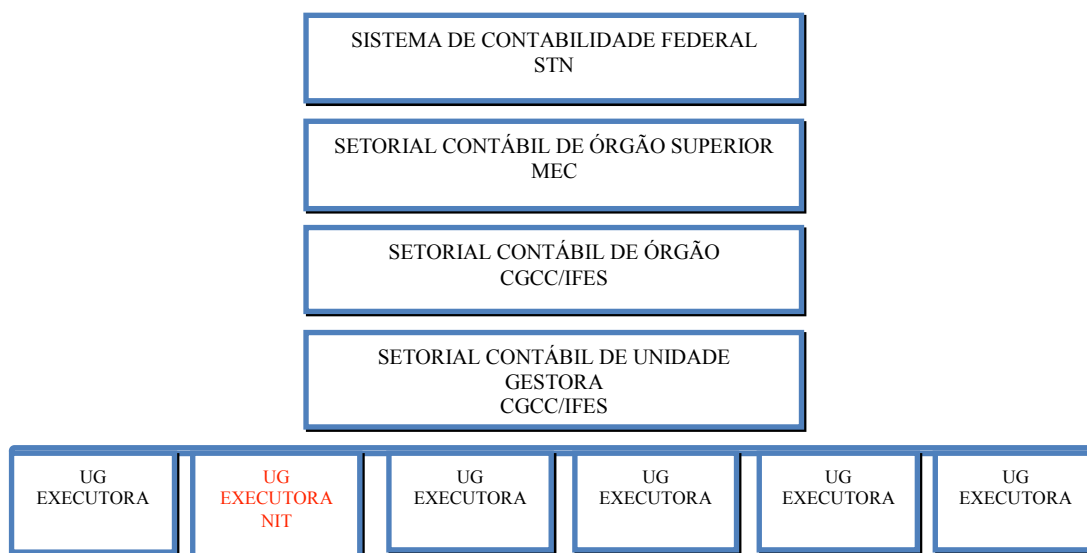 SISTEMA DE CONTABILIDADE FEDERAL
STN
SETORIAL CONTÁBIL DE ÓRGÃO SUPERIOR
MEC
SETORIAL CONTÁBIL DE ÓRGÃO
CGCC/IFES
SETORIAL CONTÁBIL DE UNIDADE
GESTORA
CGCC/IFES
UG
EXECUTORA
UG
EXECUTORA
NIT
UG
EXECUTORA
UG
EXECUTORA
UG
EXECUTORA
UG
EXECUTORA